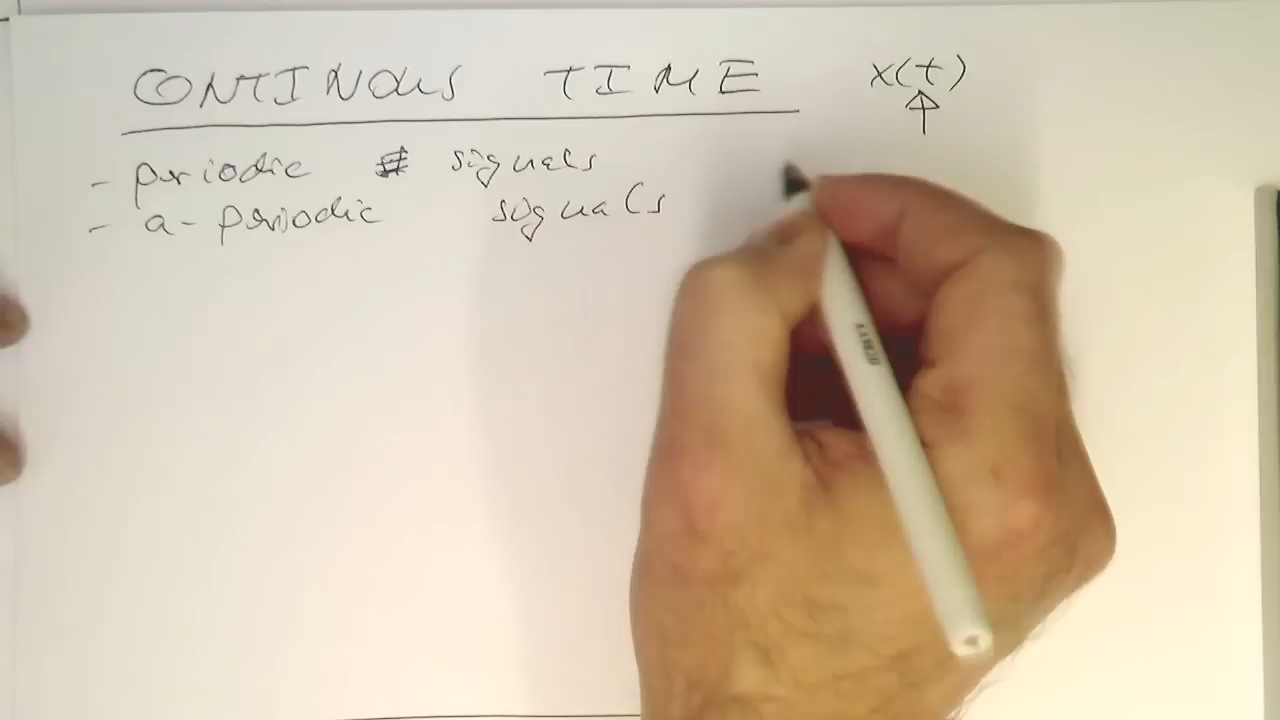 CONTINOUS TIME x(t)
- periodic signals
- a-periodic signals